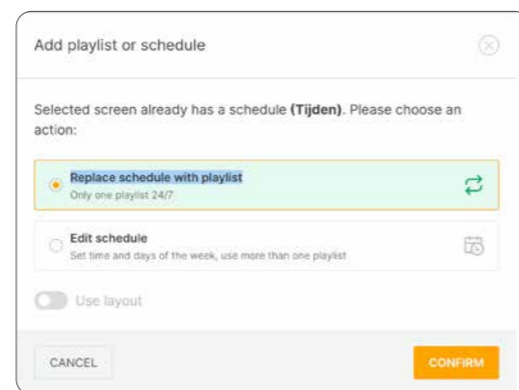 Add playlist or schedule
Selected screen already has a schedule (Tijden). Please choose an
action:
Replace schedule with playlist
Only one playlist 24/7
Edit schedule
Set time and days of the week, use more than one playlist
Use layout
CANCEL
CONFIRM